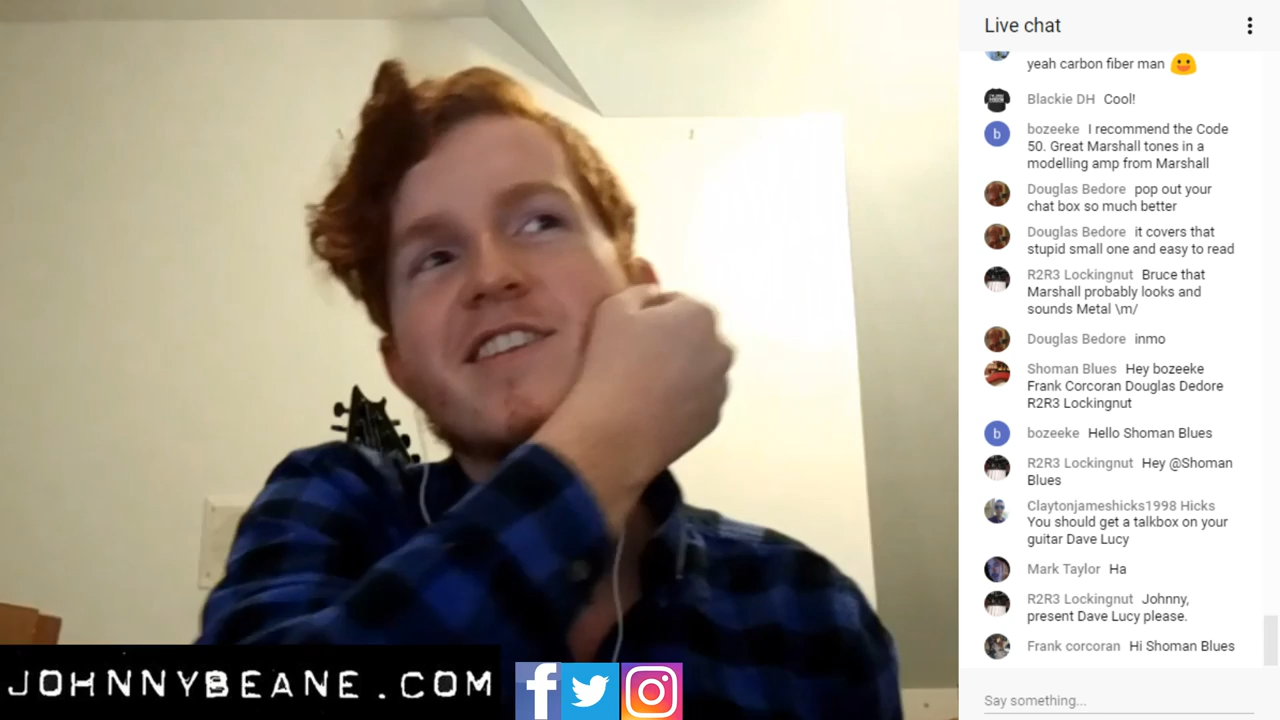 Live chat
yeah carbon fiber man
Blackie DH Cool!
b
bozeeke I recommend the Code
50. Great Marshall tones in a
modelling amp from Marshall
Douglas Bedore pop out your
chat box so much better
Douglas Bedore it covers that
stupid small one and easy to read
R2R3 Lockingnut Bruce that
Marshall probably looks and
sounds Metal \m/
Douglas Bedore inmo
Shoman Blues Hey bozeeke
Frank Corcoran Douglas Dedore
R2R3 Lockingnut
b
bozeeke Hello Shoman Blues
R2R3 Lockingnut Hey @Shoman
Blues
Claytonjameshicks1998 Hicks
You should get a talkbox on your
guitar Dave Lucy
Mark Taylor Ha
R2R3 Lockingnut Johnny,
present Dave Lucy please.
Frank corcoran Hi Shoman Blues
Say something...
JOHNNYBEANE.COM
f